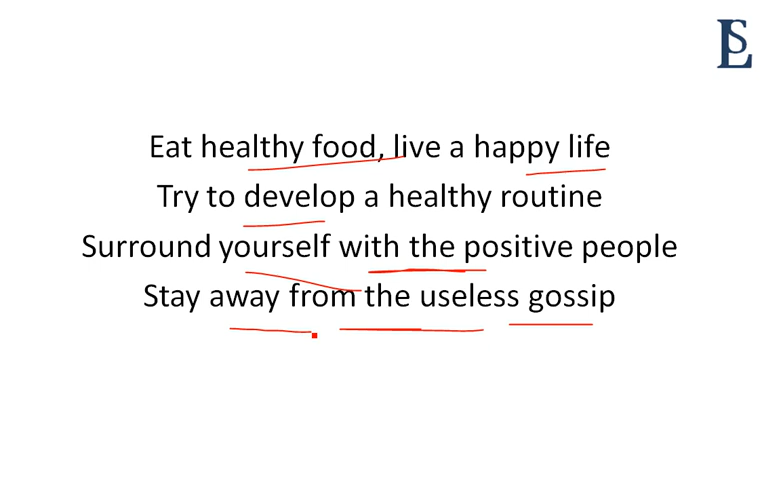 LS
Eat healthy food, live a happy life
Try to develop a healthy routine
Surround yourself with the positive people
Stay away from the useless gossip